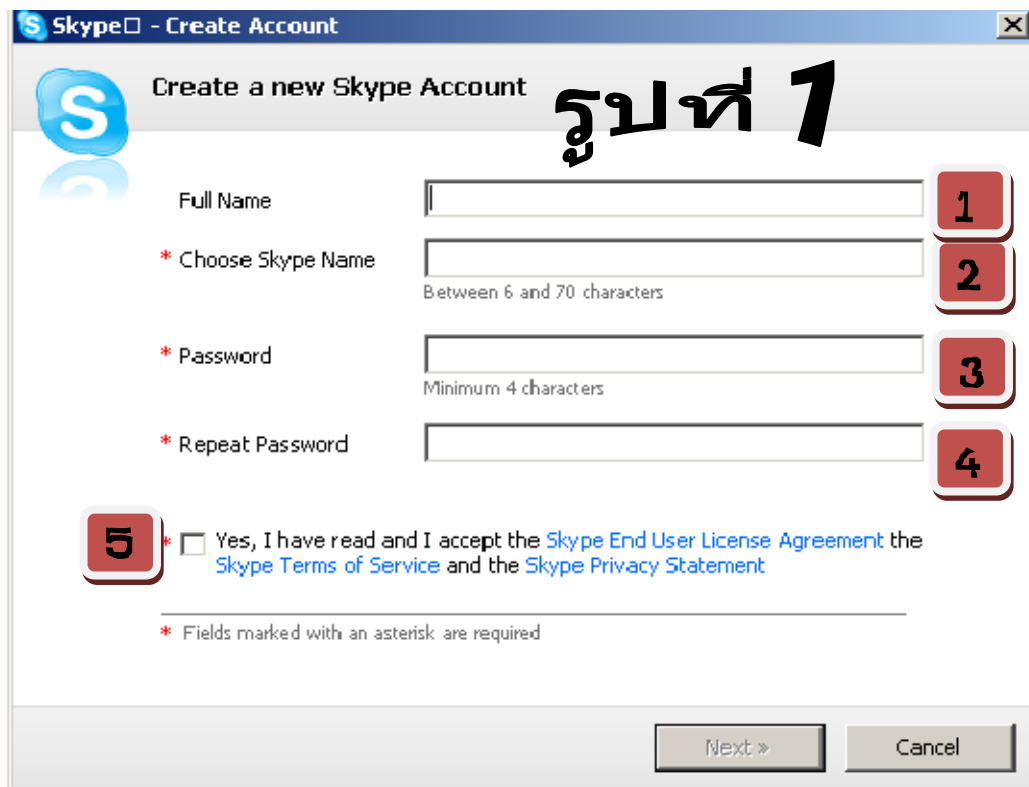 Skype□ - Create Account
Create a new Skype Account
รูปที่ 1
Full Name
1
* Choose Skype Name
2
Between 6 and 70 characters
* Password
3
Minimum 4 characters
* Repeat Password
4
5
* Yes, I have read and I accept the Skype End User License Agreement the
Skype Terms of Service and the Skype Privacy Statement
* Fields marked with an asterisk are required
Next »
Cancel